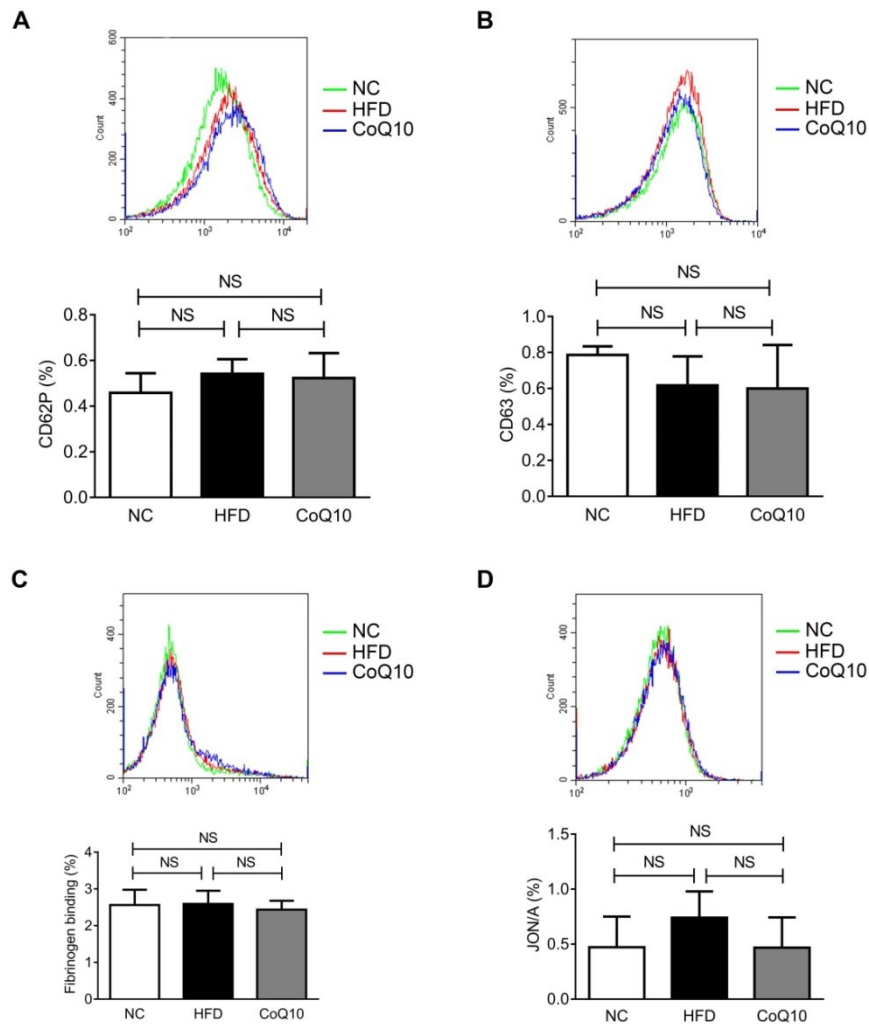 A
600
400
200
0
Count
10² 10³ 10⁴
NC
HFD
CoQ10
NS
NS NS
CD62P (%)
0.8
0.6
0.4
0.2
0.0
NC HFD CoQ10
B
500
0
Count
10² 10³ 10⁴
NC
HFD
CoQ10
NS
NS NS
CD63 (%)
1.0
0.8
0.6
0.4
0.2
0.0
NC HFD CoQ10
C
400
200
0
Count
10² 10³ 10⁴
NC
HFD
CoQ10
NS
NS NS
Fibrinogen binding (%)
4
3
2
1
0
NC HFD CoQ10
D
400
200
0
Count
10² 10³
NC
HFD
CoQ10
NS
NS NS
JON/A (%)
1.5
1.0
0.5
0.0
NC HFD CoQ10